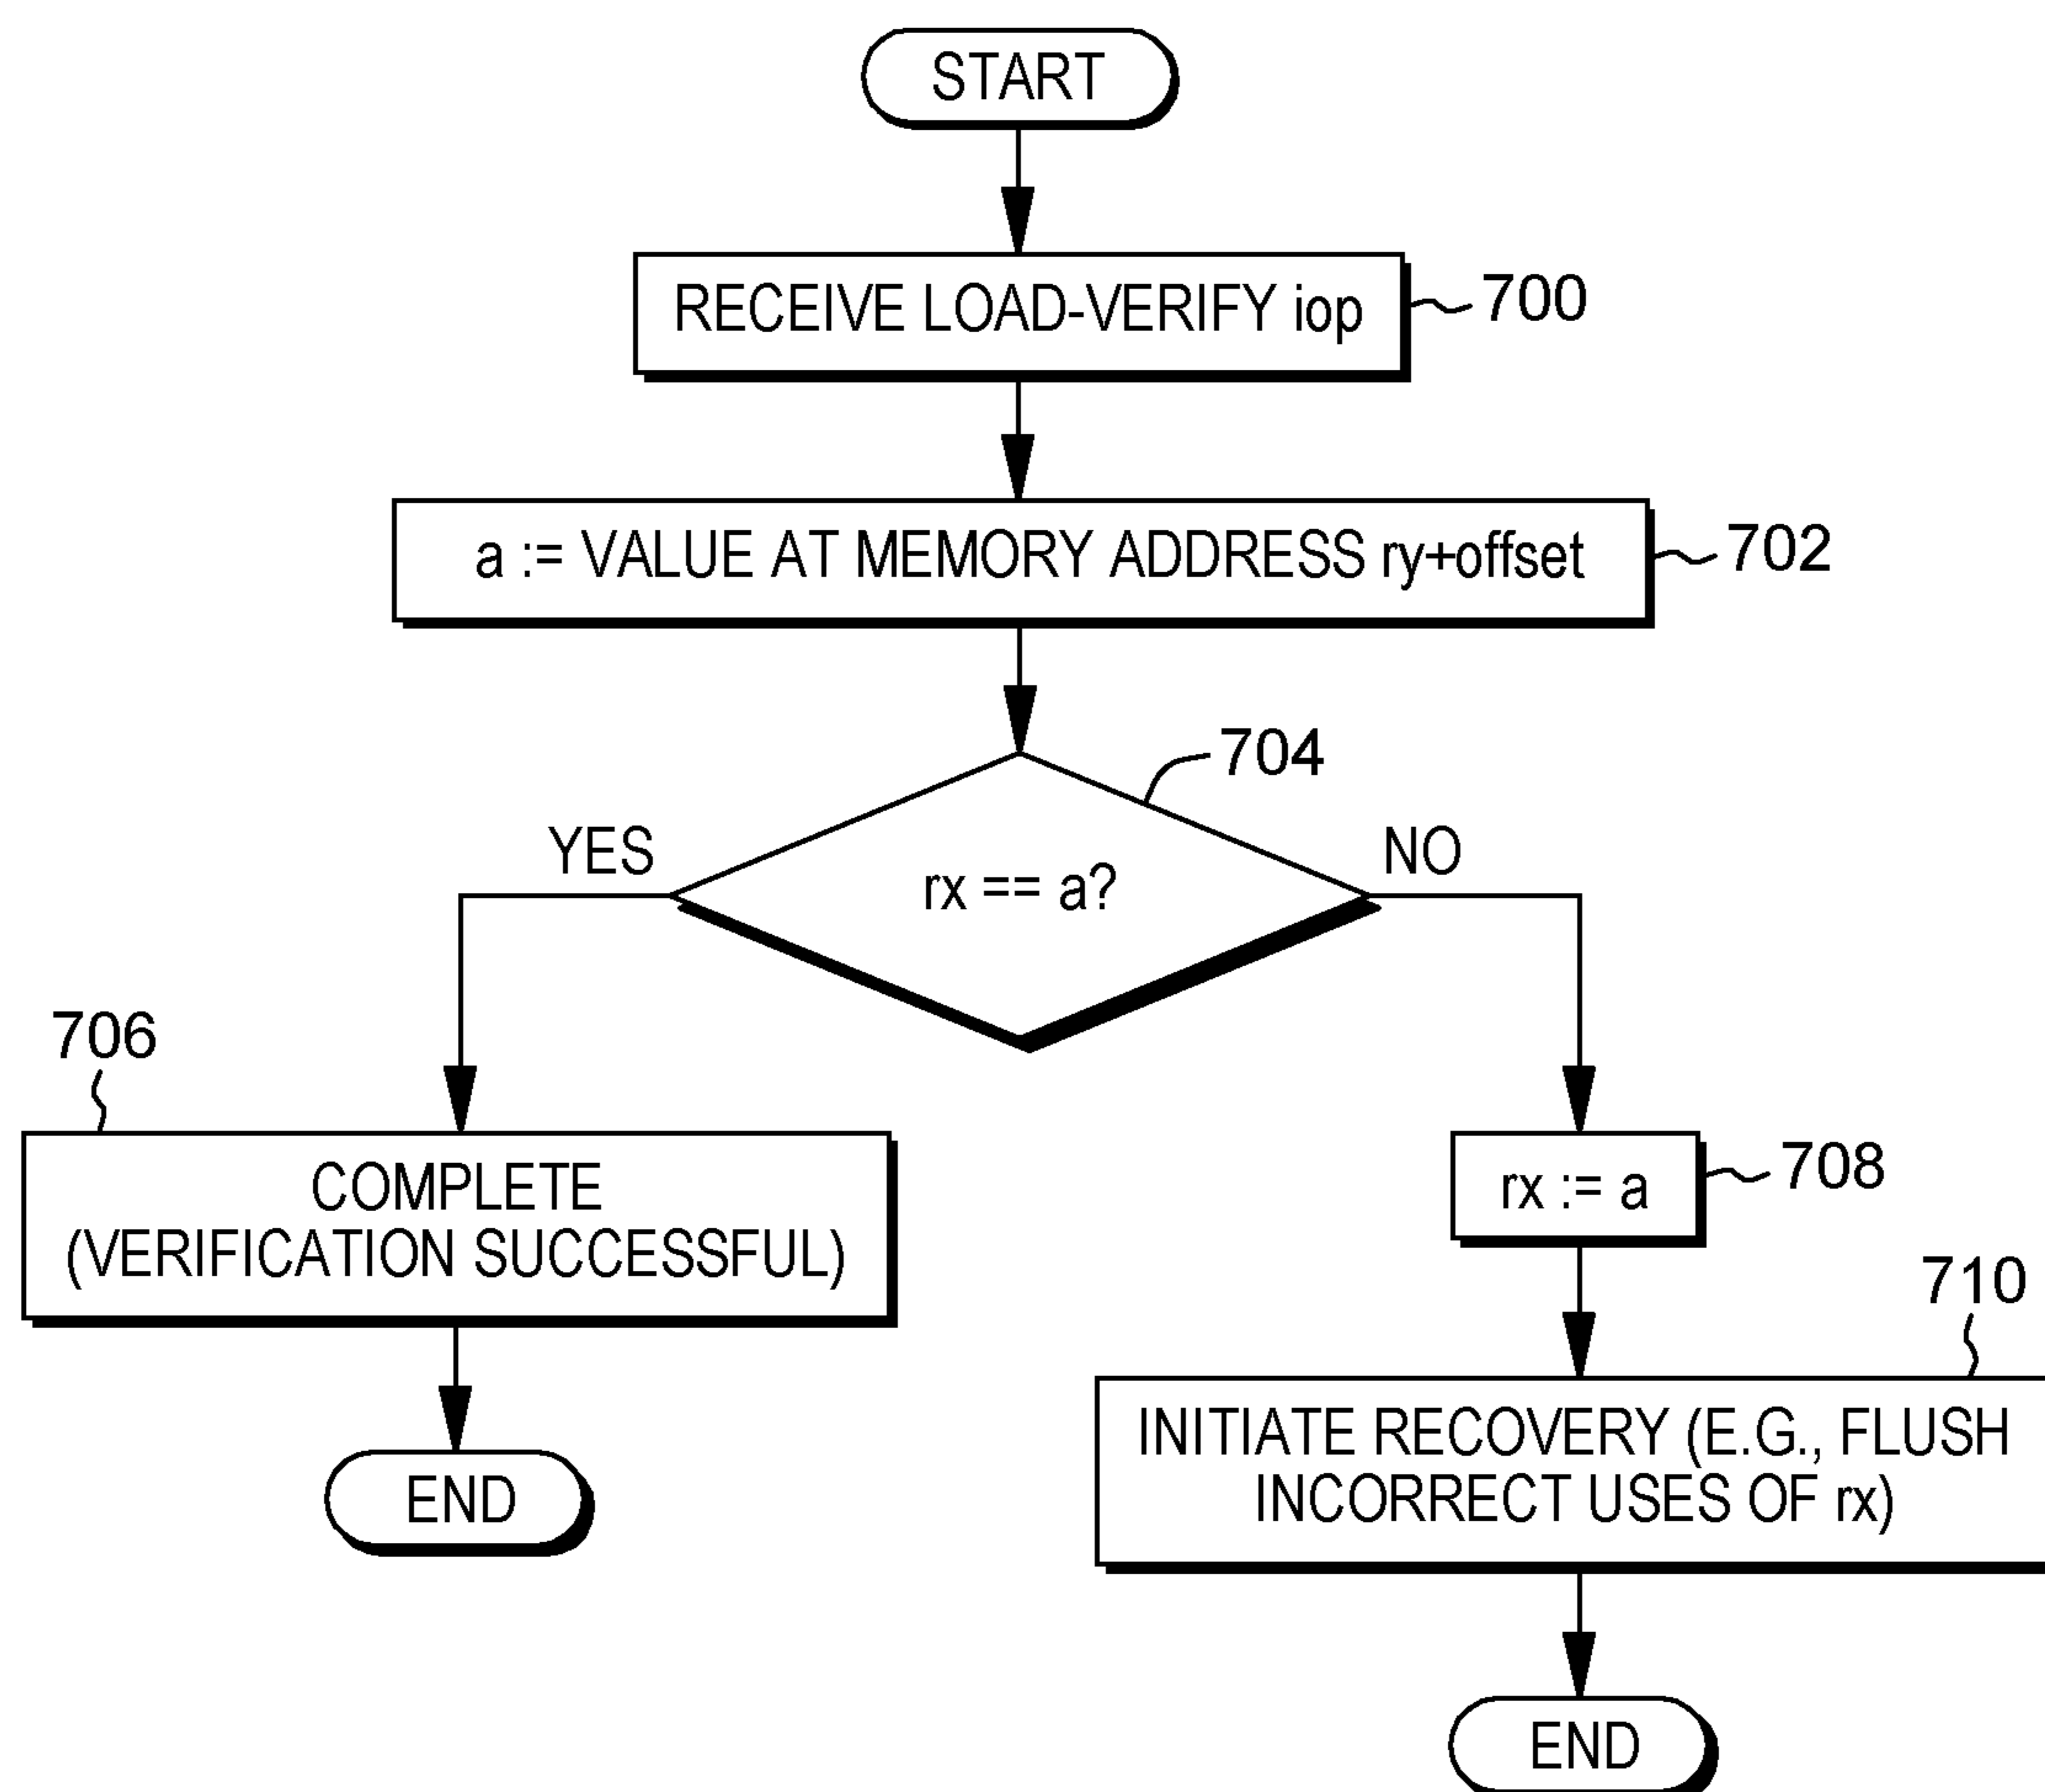 START
RECEIVE LOAD-VERIFY iop
700
a := VALUE AT MEMORY ADDRESS ry+offset
702
704
YES
rx == a?
NO
706
COMPLETE
(VERIFICATION SUCCESSFUL)
rx := a
708
710
INITIATE RECOVERY (E.G., FLUSH
INCORRECT USES OF rx)
END
END